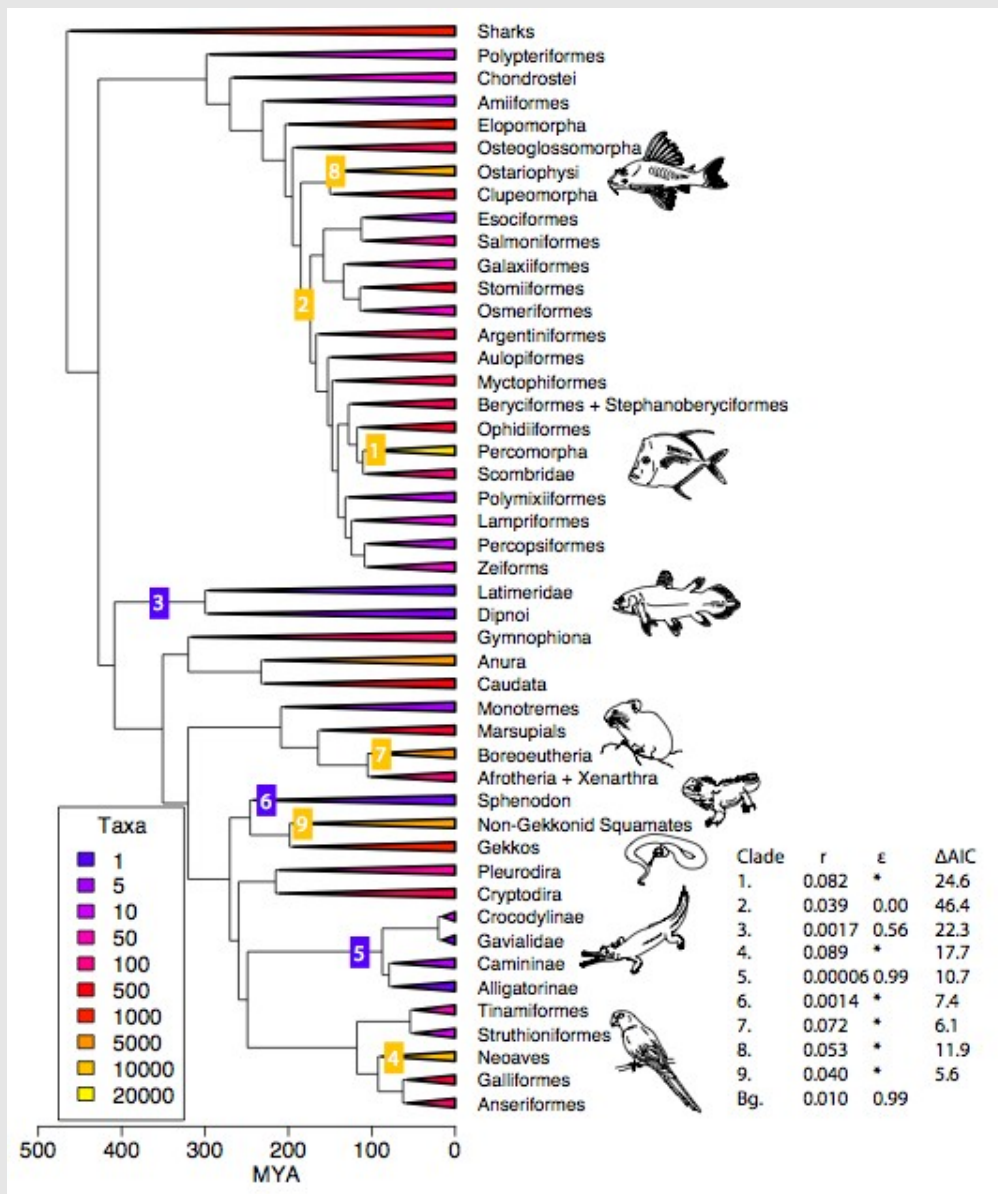 Sharks
Polypteriformes
Chondrostei
Amiiformes
Elopomorpha
Osteoglossomorpha
8
Ostariophysi
Clupeomorpha
Esociformes
Salmoniformes
Galaxiiformes
Stomiiformes
2
Osmeriformes
Argentiniformes
Aulopiformes
Myctophiformes
Beryciformes + Stephanoberyciformes
Ophidiiformes
1
Percomorpha
Scombridae
Polymixiiformes
Lampriformes
Percopsiformes
Zeiforms
Latimeridae
3
Dipnoi
Gymnophiona
Anura
Caudata
Monotremes
Marsupials
7
Boreoeutheria
Afrotheria + Xenarthra
6
Sphenodon
9
Non-Gekkonid Squamates
Gekkos
Pleurodira
Cryptodira
Crocodylinae
Gavialidae
5
Camininae
Alligatorinae
Tinamiformes
Struthioniformes
4
Neoaves
Galliformes
Anseriformes
Taxa
1
5
10
50
100
500
1000
5000
10000
20000
Clade r ε ΔAIC
1. 0.082 * 24.6
2. 0.039 0.00 46.4
3. 0.0017 0.56 22.3
4. 0.089 * 17.7
5. 0.00006 0.99 10.7
6. 0.0014 * 7.4
7. 0.072 * 6.1
8. 0.053 * 11.9
9. 0.040 * 5.6
Bg. 0.010 0.99
500 400 300 200 100 0
MYA